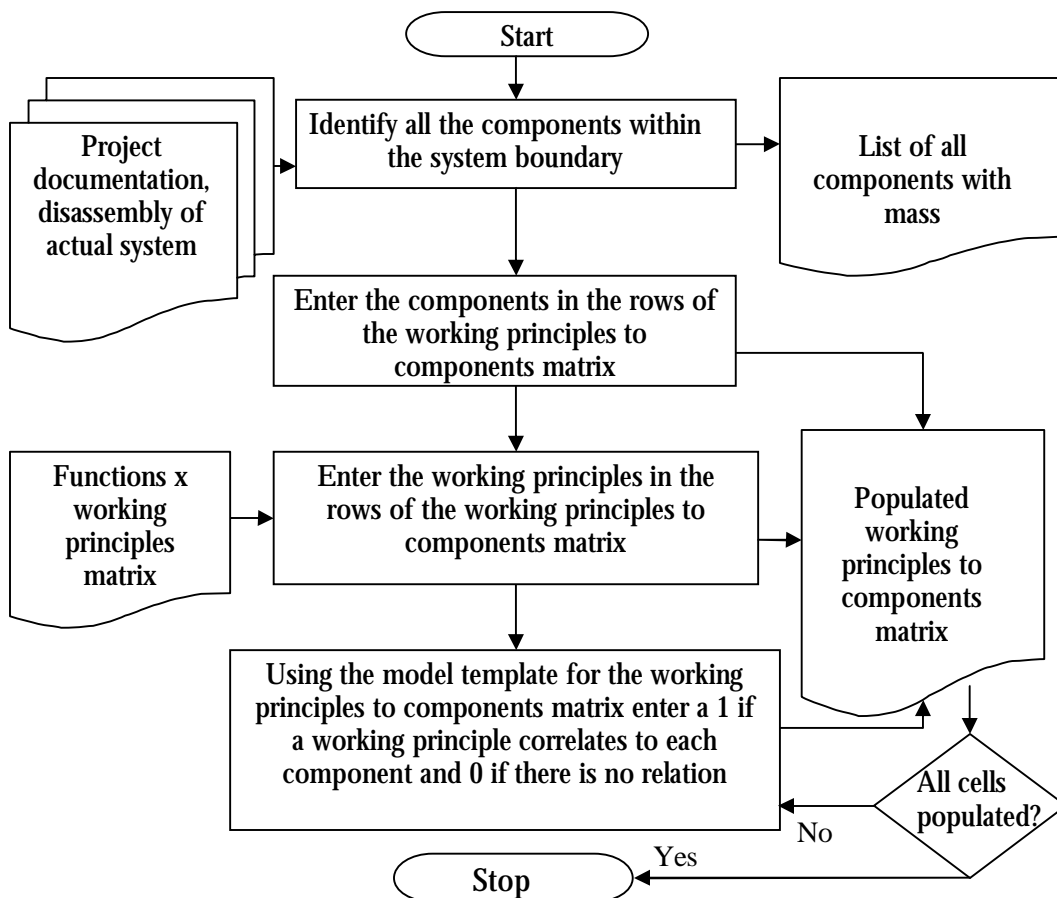 Start
Project
documentation,
disassembly of
actual system
Identify all the components within
the system boundary
List of all
components with
mass
Enter the components in the rows of
the working principles to
components matrix
Functions x
working
principles
matrix
Enter the working principles in the
rows of the working principles to
components matrix
Populated
working
principles to
components
matrix
Using the model template for the working
principles to components matrix enter a 1 if
a working principle correlates to each
component and 0 if there is no relation
All cells
populated?
No
Yes
Stop